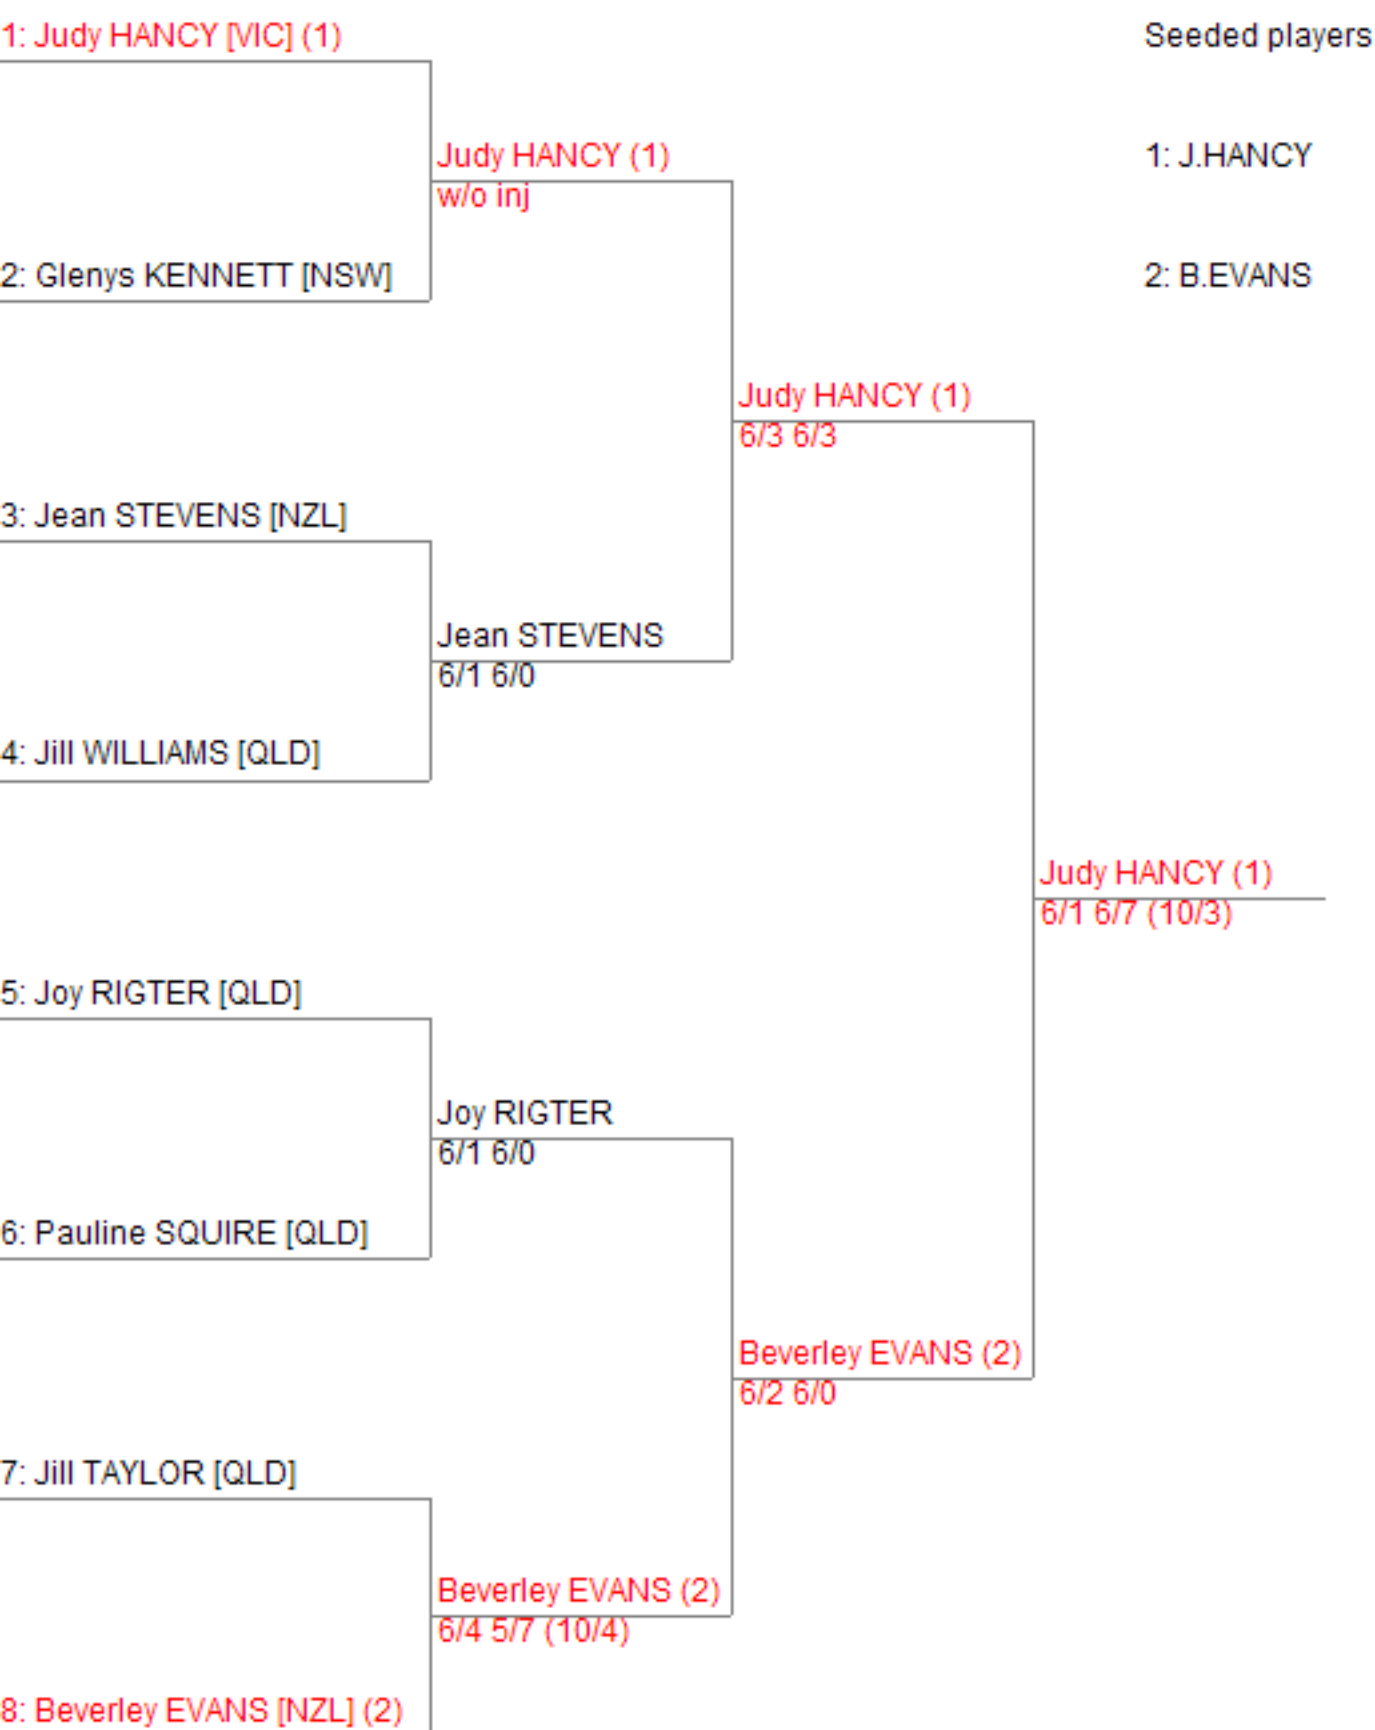 1: Judy HANCY [VIC] (1)
Seeded players
Judy HANCY (1)
1: J.HANCY
w/o inj
2: Glenys KENNETT [NSW]
2: B.EVANS
Judy HANCY (1)
6/3 6/3
3: Jean STEVENS [NZL]
Jean STEVENS
6/1 6/0
4: Jill WILLIAMS [QLD]
Judy HANCY (1)
6/1 6/7 (10/3)
5: Joy RIGTER [QLD]
Joy RIGTER
6/1 6/0
6: Pauline SQUIRE [QLD]
Beverley EVANS (2)
6/2 6/0
7: Jill TAYLOR [QLD]
Beverley EVANS (2)
6/4 5/7 (10/4)
8: Beverley EVANS [NZL] (2)